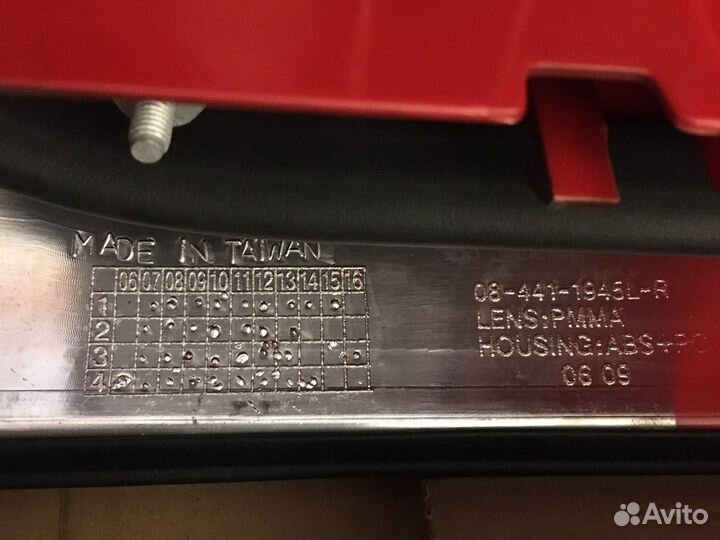 MADE IN TAIWAN
06 07 08 09 10 11 12 13 14 15 16
1
2
3
4
08-441-1945L-R
LENS:PMMA
HOUSING:ABS+PC
06 09
Avito